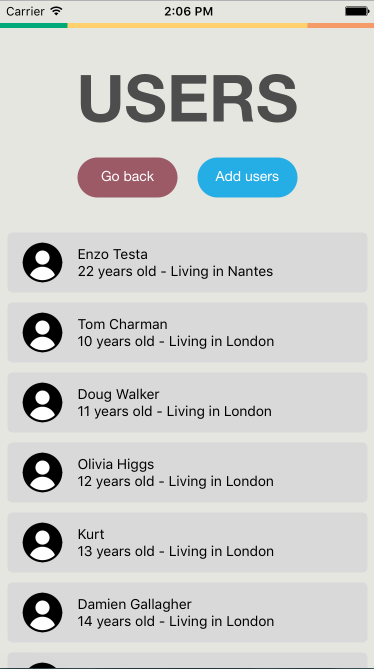 Carrier 2:06 PM
USERS
Go back Add users
Enzo Testa
22 years old - Living in Nantes
Tom Charman
10 years old - Living in London
Doug Walker
11 years old - Living in London
Olivia Higgs
12 years old - Living in London
Kurt
13 years old - Living in London
Damien Gallagher
14 years old - Living in London